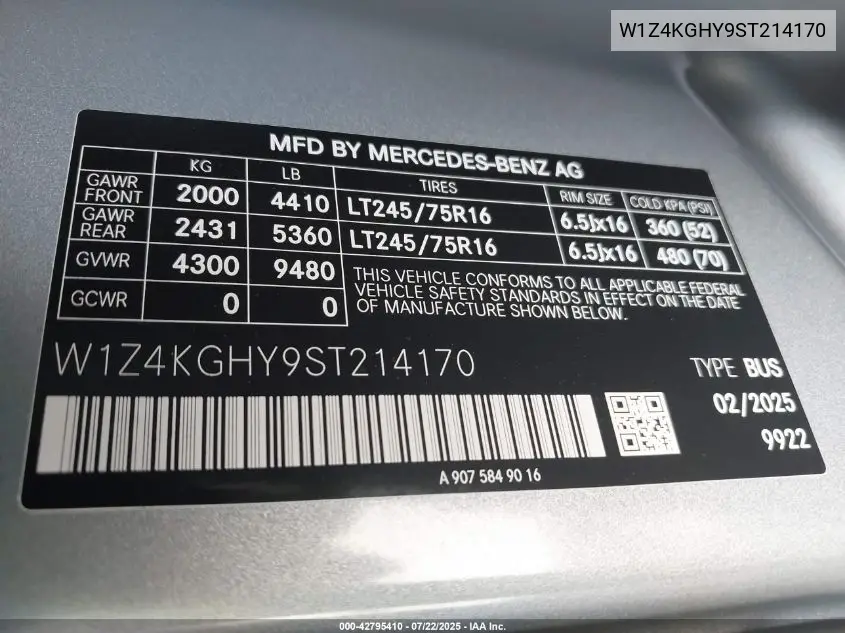 W1Z4KGHY9ST214170
MFD BY MERCEDES-BENZ AG
KG LB TIRES RIM SIZE COLD KPA (PSI)
GAWR FRONT 2000 4410 LT245/75R16 6.5Jx16 360 (52)
GAWR REAR 2431 5360 LT245/75R16 6.5Jx16 480 (70)
GVWR 4300 9480
GCWR 0 0
THIS VEHICLE CONFORMS TO ALL APPLICABLE FEDERAL
VEHICLE SAFETY STANDARDS IN EFFECT ON THE DATE
OF MANUFACTURE SHOWN BELOW.
W1Z4KGHY9ST214170
TYPE BUS
02/2025
9922
A 907 584 90 16
000-42795410 - 07/22/2025 - IAA Inc.